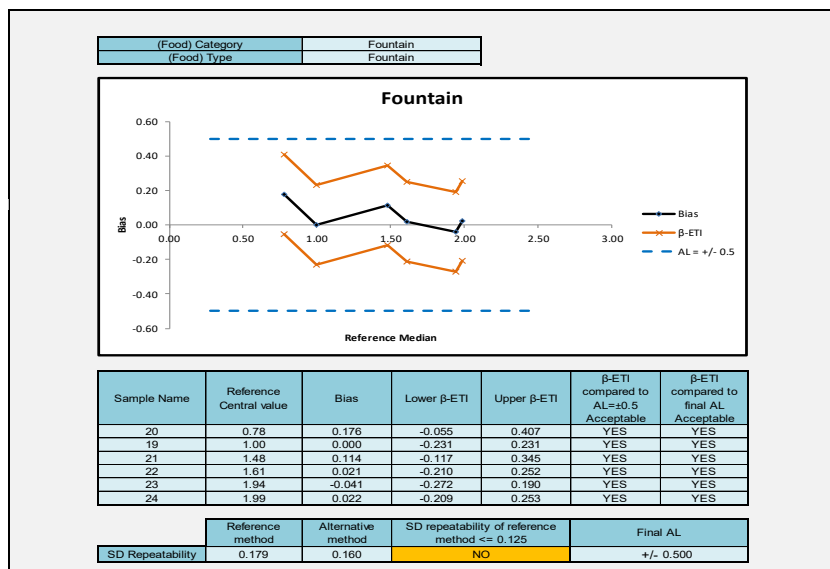 (Food) Category Fountain
(Food) Type Fountain
Fountain
0.60
0.40
0.20
0.00
-0.20
-0.40
-0.60
0.00 0.50 1.00 1.50 2.00 2.50 3.00
Bias
Reference Median
Bias
β-ETI
AL = +/- 0.5
Sample Name Reference Central value Bias Lower β-ETI Upper β-ETI β-ETI compared to AL=±0.5 Acceptable β-ETI compared to final AL Acceptable
20 0.78 0.176 -0.055 0.407 YES YES
19 1.00 0.000 -0.231 0.231 YES YES
21 1.48 0.114 -0.117 0.345 YES YES
22 1.61 0.021 -0.210 0.252 YES YES
23 1.94 -0.041 -0.272 0.190 YES YES
24 1.99 0.022 -0.209 0.253 YES YES
Reference method Alternative method SD repeatability of reference method <= 0.125 Final AL
SD Repeatability 0.179 0.160 NO +/- 0.500